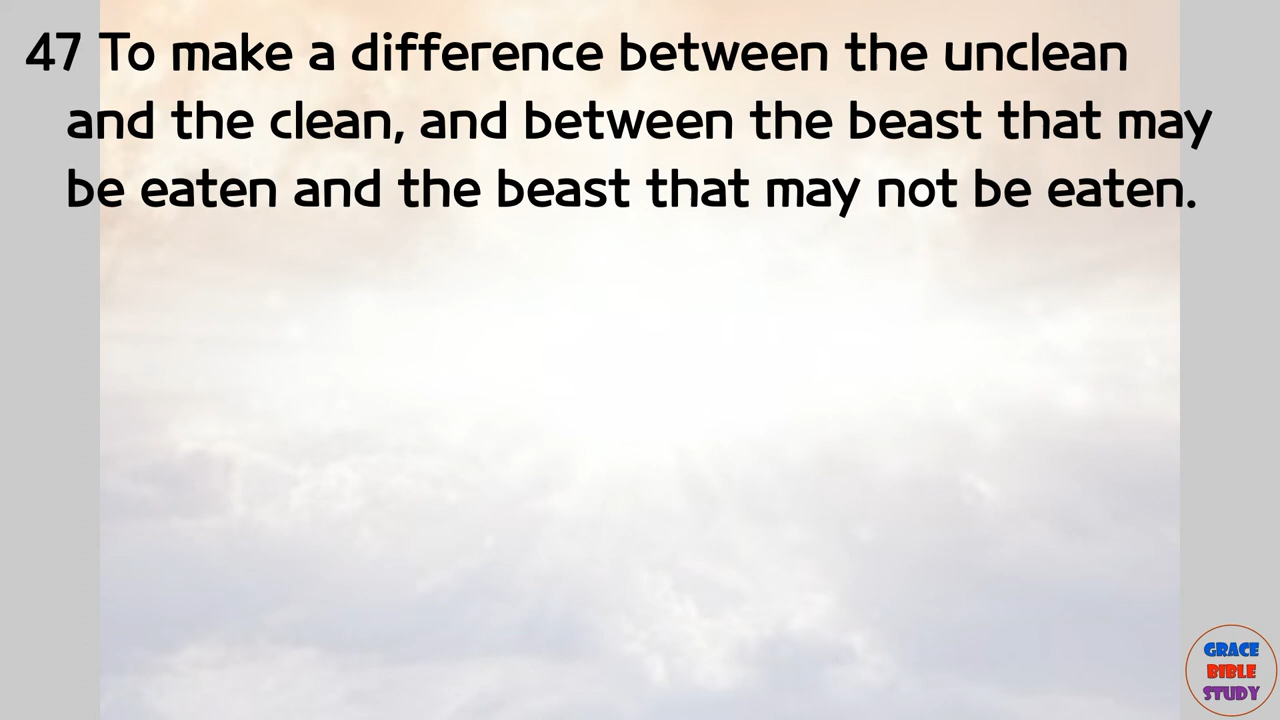 47 To make a difference between the unclean
and the clean, and between the beast that may
be eaten and the beast that may not be eaten.
GRACE
BIBLE
STUDY